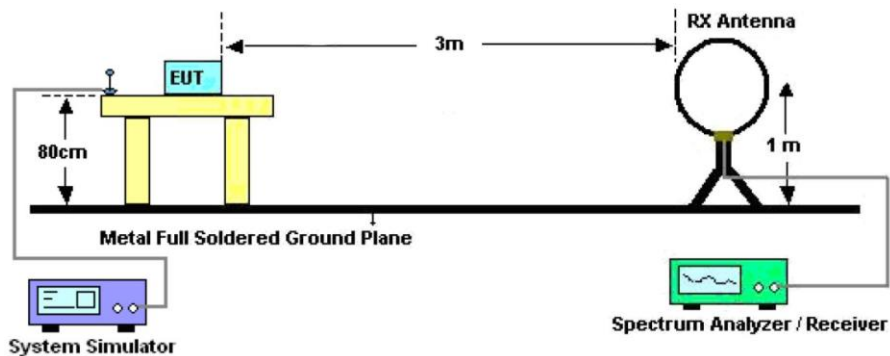 RX Antenna
3m
EUT
80cm
1 m
Metal Full Soldered Ground Plane
System Simulator
Spectrum Analyzer / Receiver